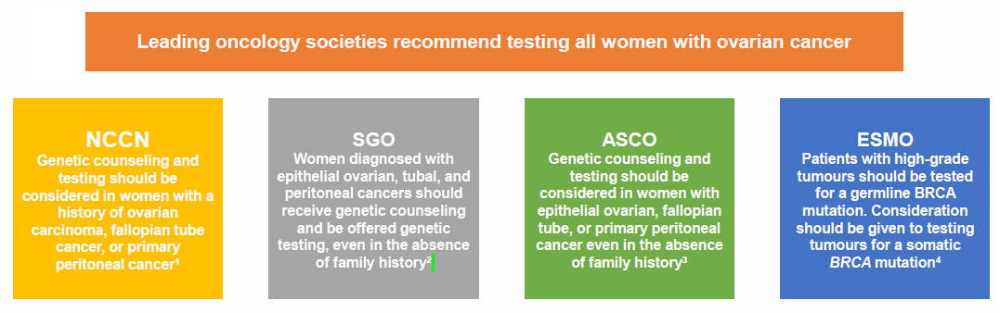 Leading oncology societies recommend testing all women with ovarian cancer
NCCN
Genetic counseling and
testing should be
considered in women with a
history of ovarian
carcinoma, fallopian tube
cancer, or primary
peritoneal cancer¹
SGO
Women diagnosed with
epithelial ovarian, tubal, and
peritoneal cancers should
receive genetic counseling
and be offered genetic
testing, even in the absence
of family history²
ASCO
Genetic counseling and
testing should be
considered in women with
epithelial ovarian, fallopian
tube, or primary peritoneal
cancer even in the absence
of family history³
ESMO
Patients with high-grade
tumours should be tested
for a germline BRCA
mutation. Consideration
should be given to testing
tumours for a somatic
BRCA mutation⁴